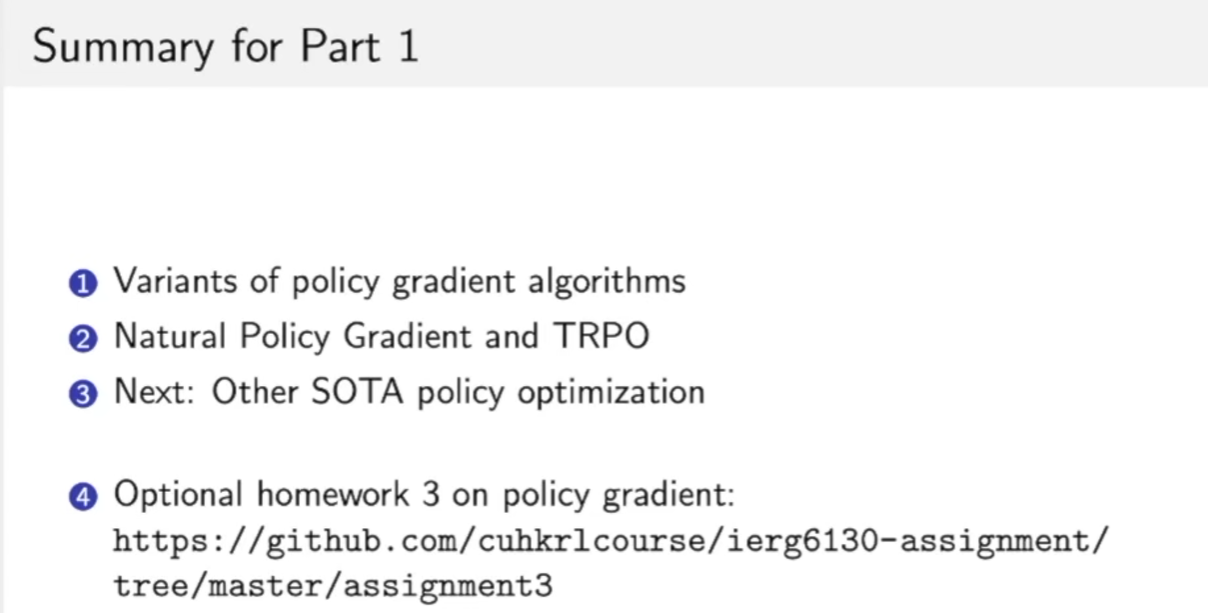 Summary for Part 1
1 Variants of policy gradient algorithms
2 Natural Policy Gradient and TRPO
3 Next: Other SOTA policy optimization
4 Optional homework 3 on policy gradient:
https://github.com/cuhkrlcourse/ierg6130-assignment/
tree/master/assignment3